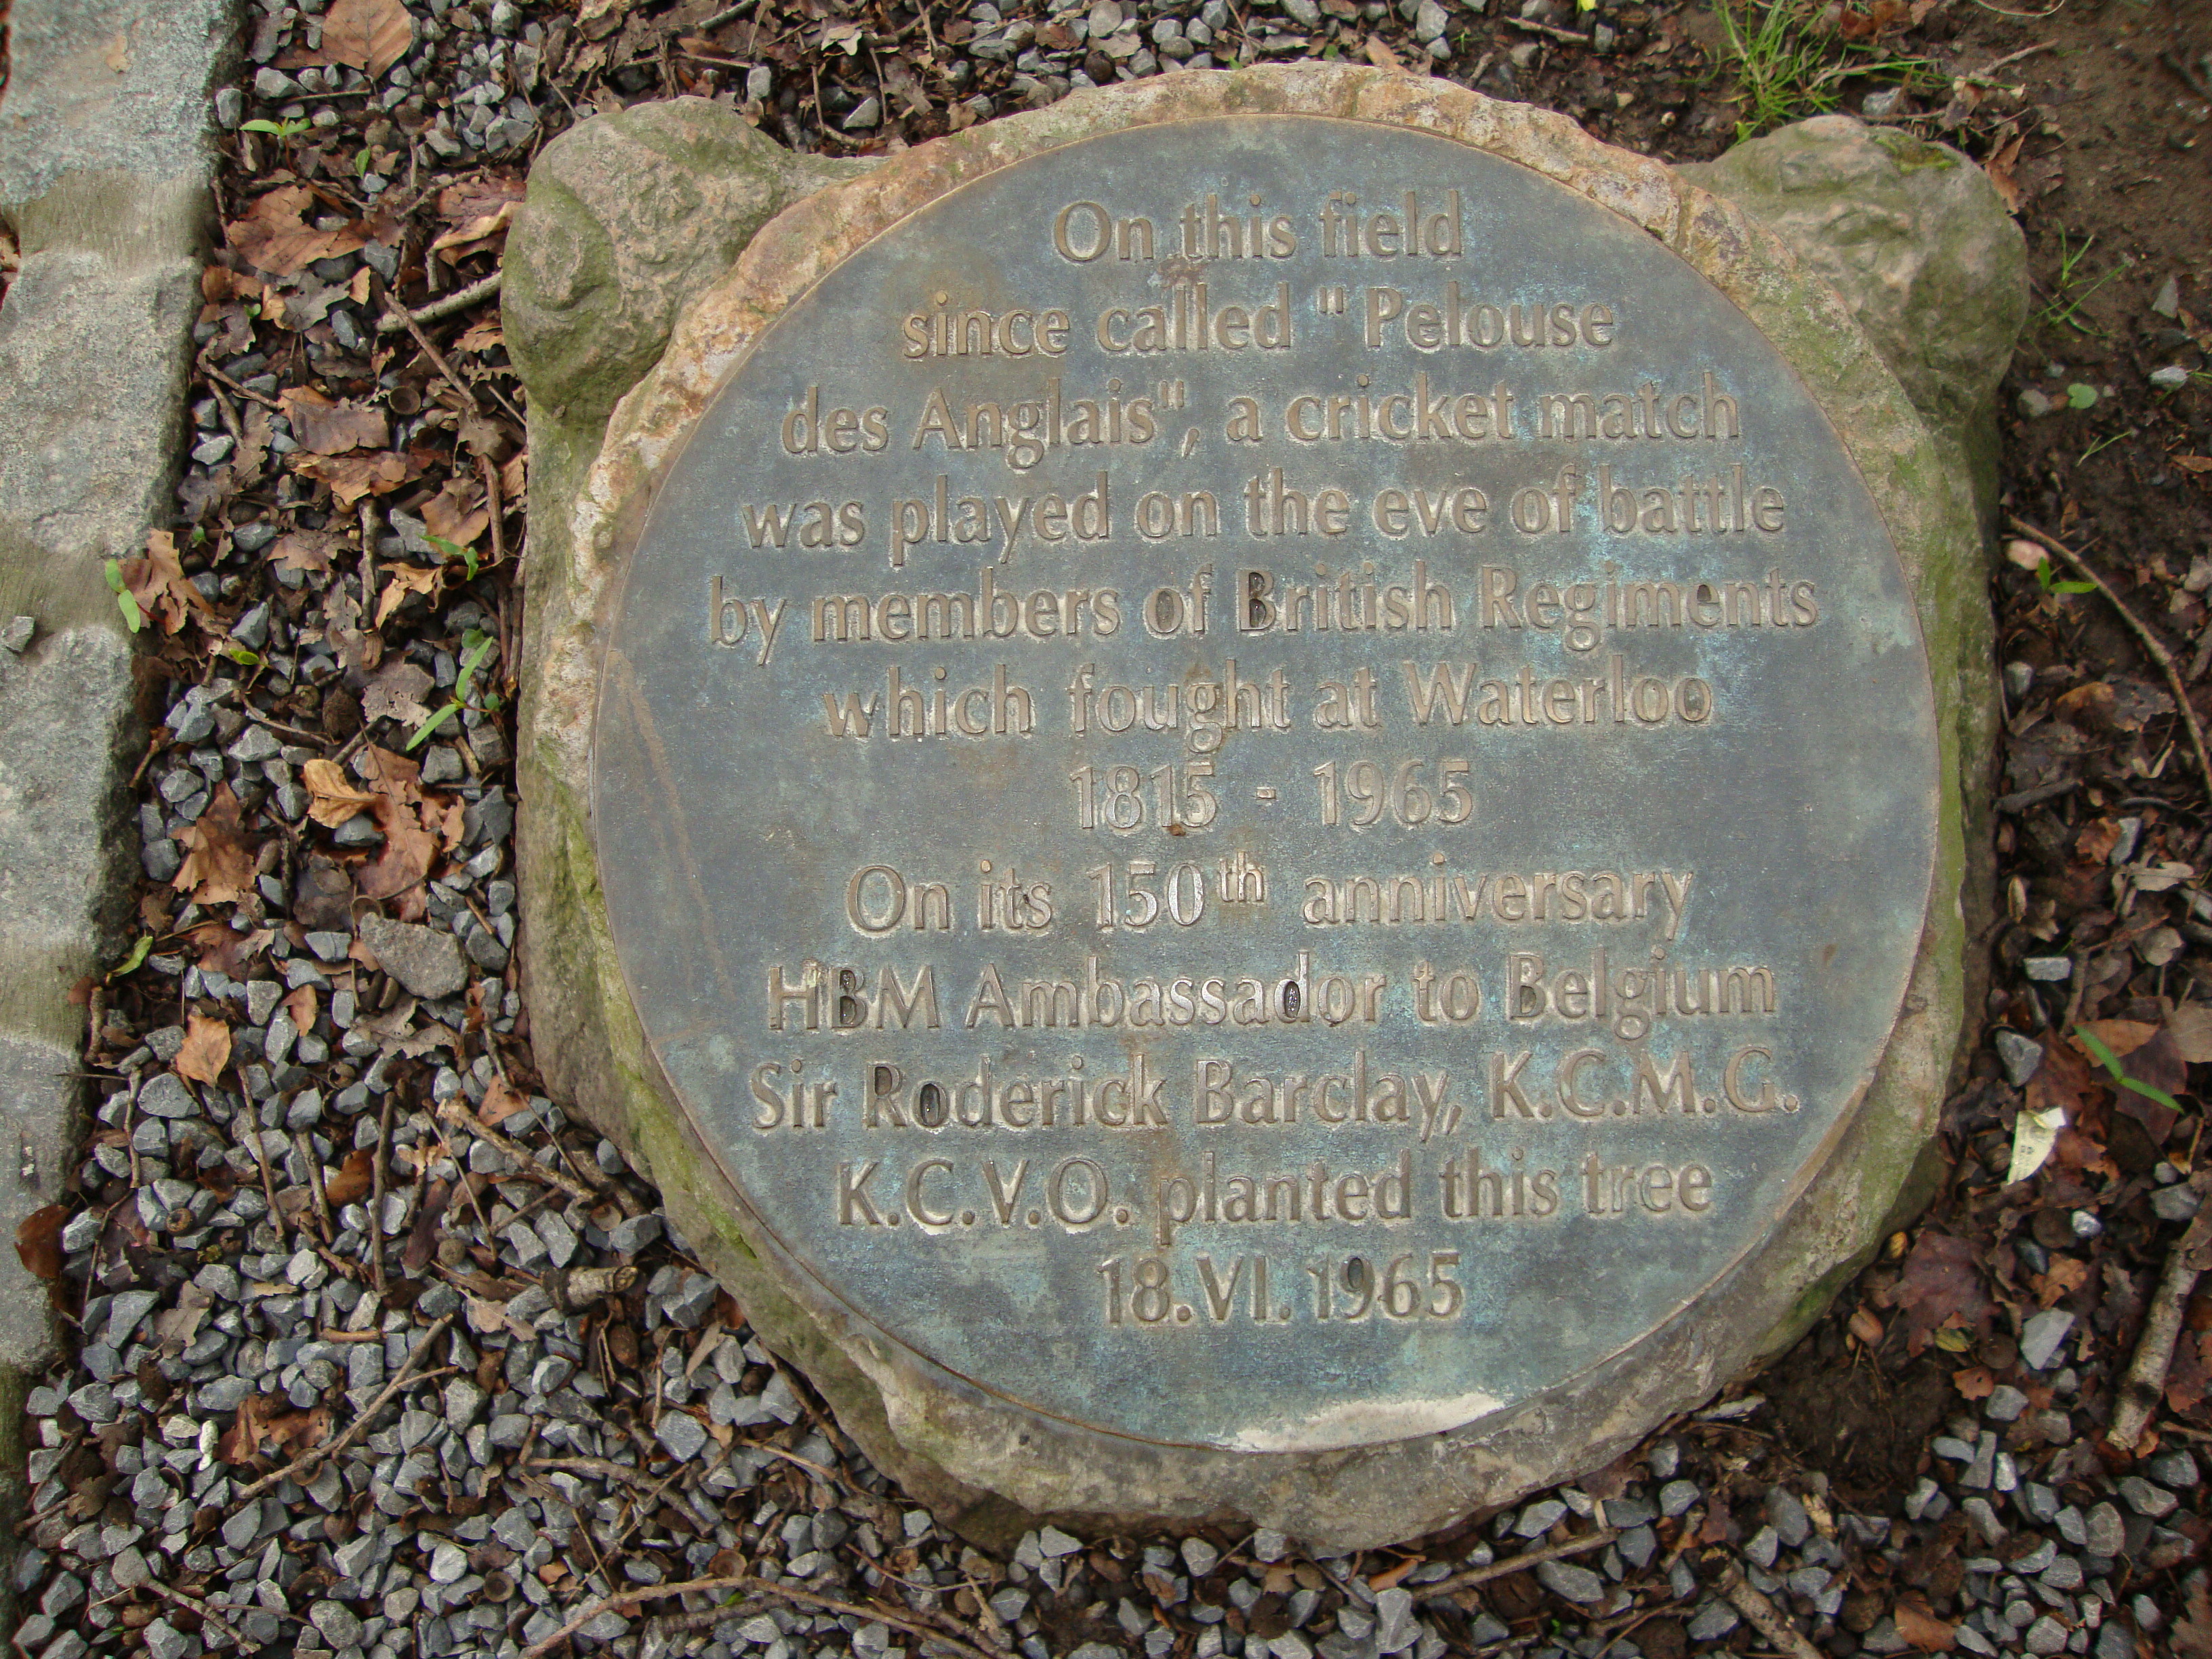 On this field
since called "Pelouse
des Anglais", a cricket match
was played on the eve of battle
by members of British Regiments
which fought at Waterloo
1815 - 1965
On its 150th anniversary
HBM Ambassador to Belgium
Sir Roderick Barclay, K.C.M.G.
K.C.V.O. planted this tree
18.VI.1965